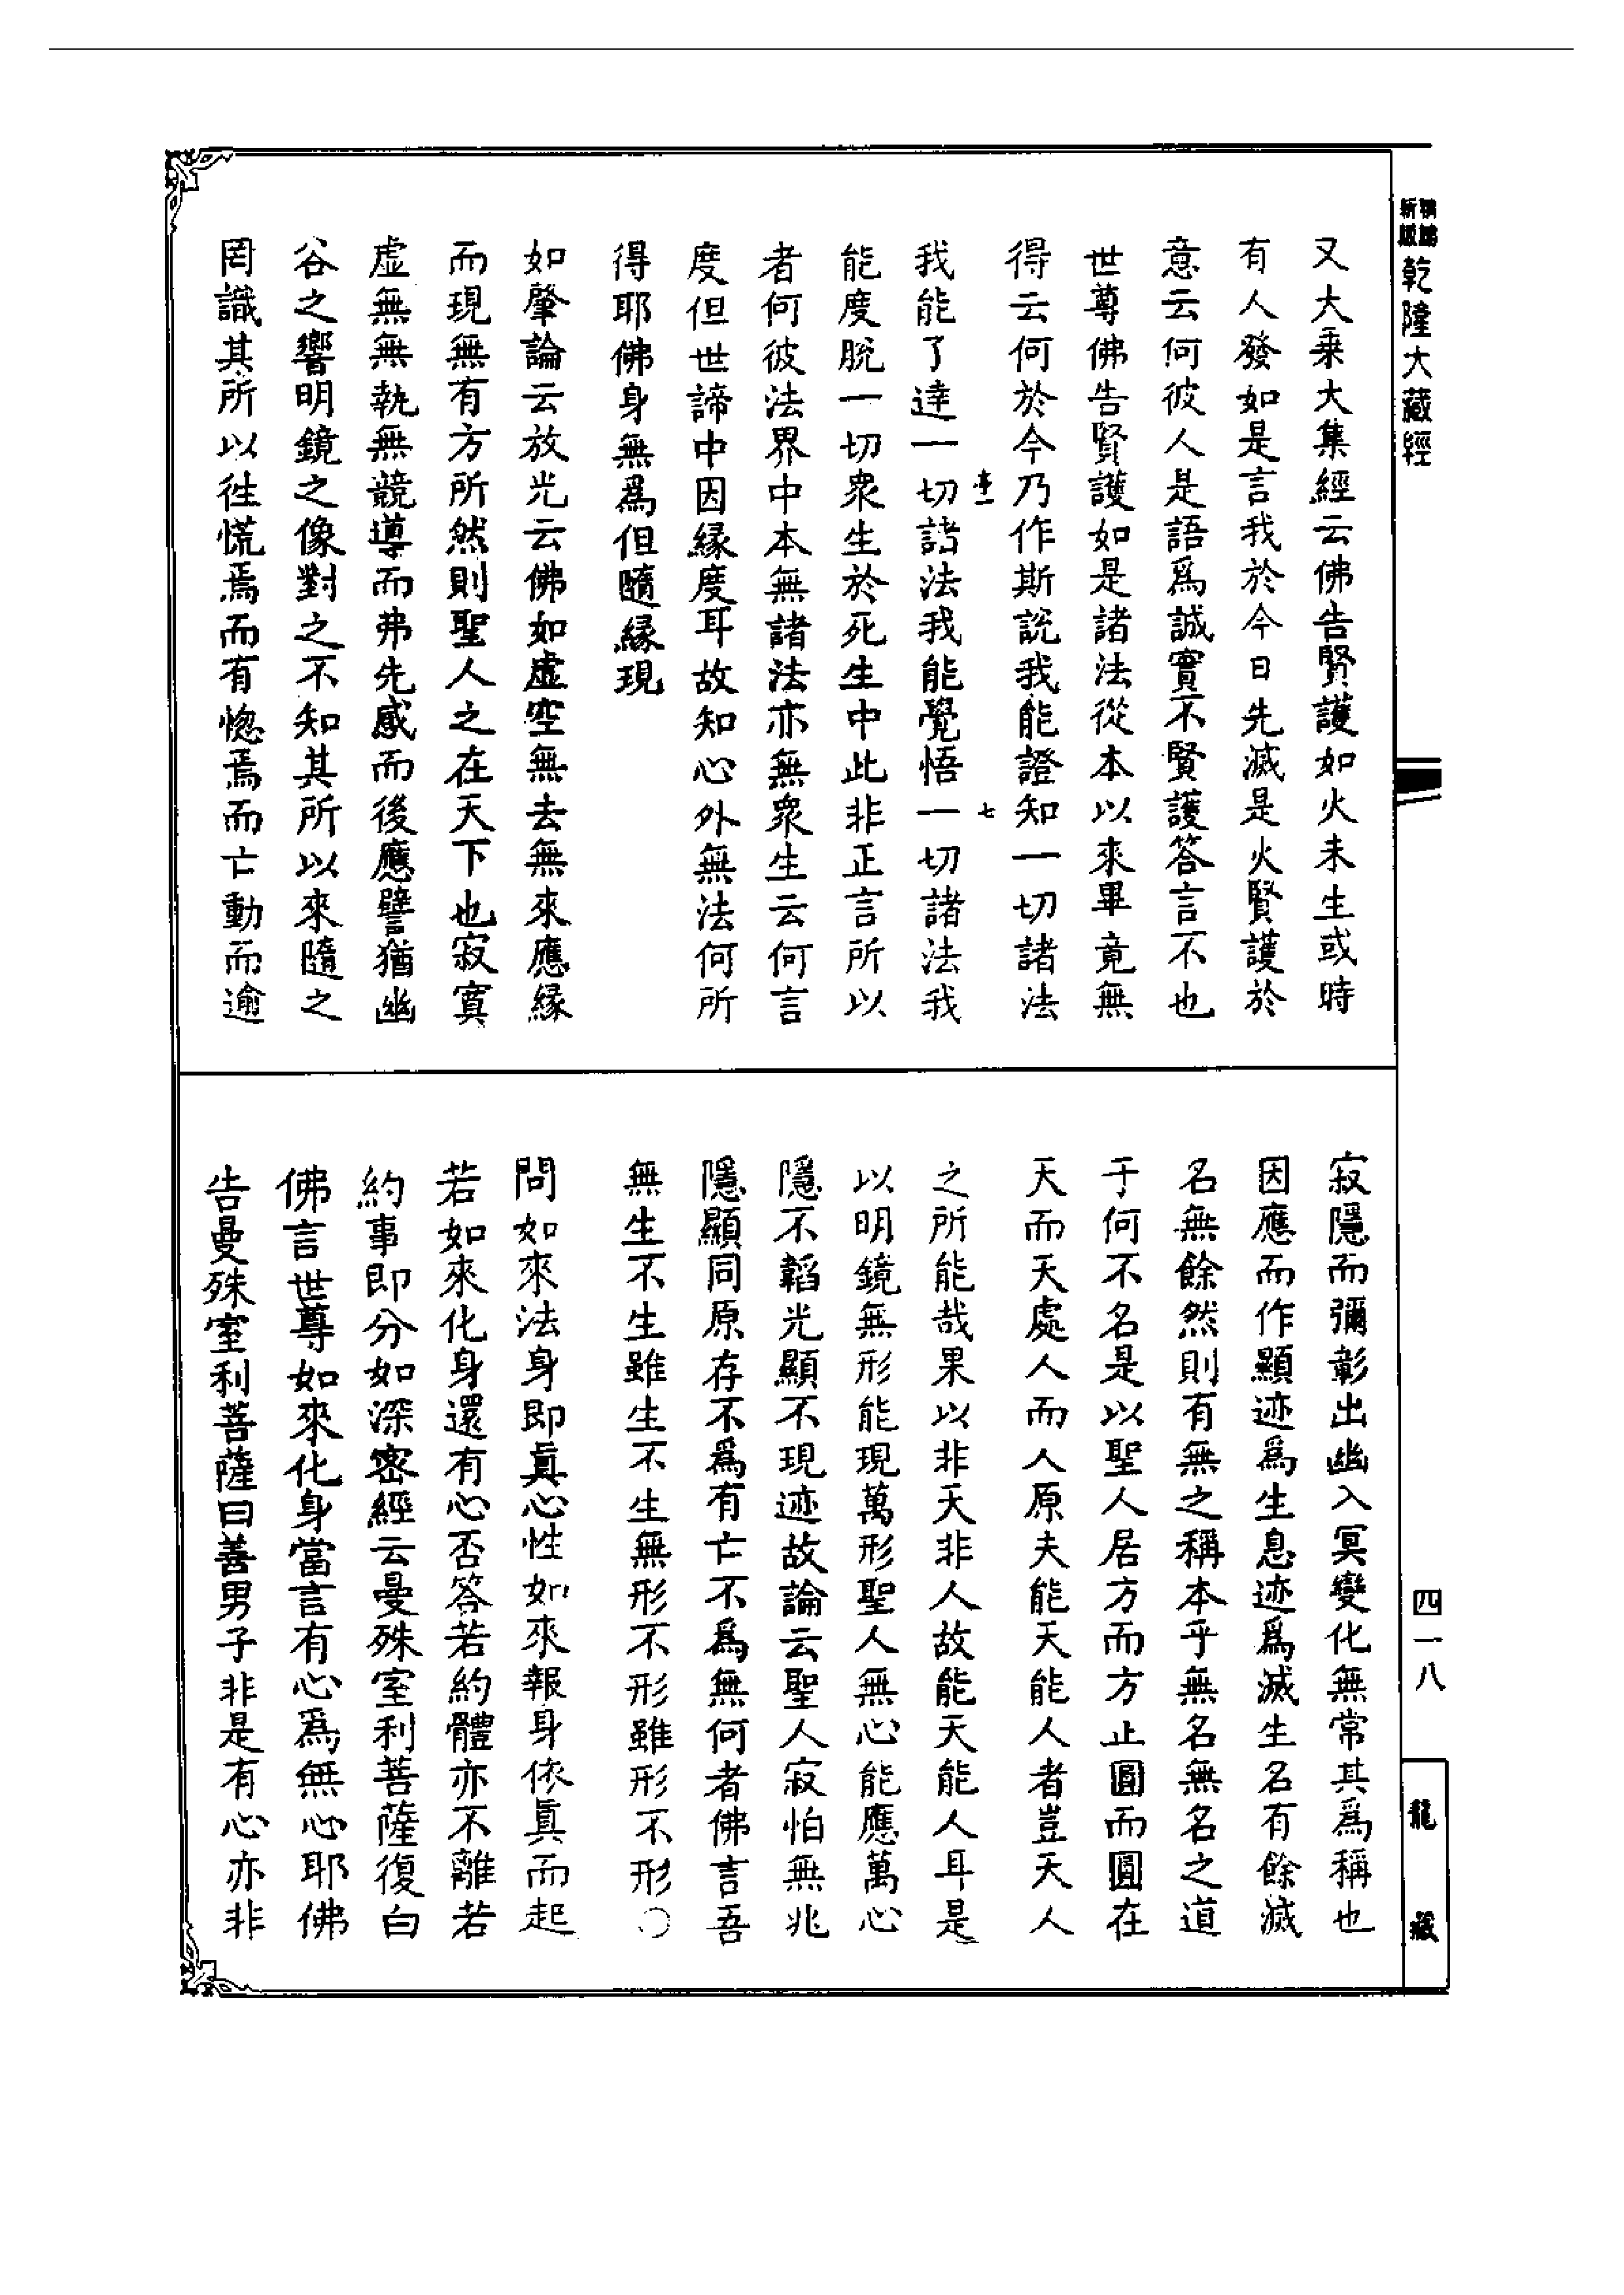 乾隆大藏經
又大乘大集經云佛告賢護如火未生或時
有人發如是言我於今日先滅是火賢護於
意云何彼人是語爲誠實不賢護答言不也
世尊佛告賢護如是諸法從本以來畢竟無
得云何於今乃作斯説我能證知一切諸法
七
我能了達一切諸法我能覺悟一切諸法我
能度脫一切衆生於死生中此非正言所以
者何彼法界中本無諸法亦無衆生云何言
度但世諦中因縁度耳故知心外無法何所
得耶佛身無爲但隨縁現
如肇論云放光云佛如虛空無去無來應縁
而現無有方所然則聖人之在天下也寂寞
虛無無執無競導而弗先感而後應譬猶幽
谷之響明鏡之像對之不知其所以來隨之
罔識其所以往慌焉而有惚焉而亡動而逾
寂隱而彌彰出幽入冥變化無常其爲稱也
因應而作顯迹爲生息迹爲滅生名有餘滅
名無餘然則有無之稱本乎無名無名之道
于何不名是以聖人居方而方止圓而圓在
天而天處人而人原夫能天能人者豈天人
之所能哉果以非天非人故能天能人耳是
以明鏡無形能現萬形聖人無心能應萬心
隱不韜光顯不現迹故論云聖人寂怕無兆
隱顯同原存不爲有亡不爲無何者佛言吾
無生不生雖生不生無形不形雖形不形○
問如來法身即眞心性如來報身依眞而起
若如來化身還有心否答若約體亦不離若
約事即分如深密經云曼殊室利菩薩復白
佛言世尊如來化身當言有心爲無心耶佛
告曼殊室利菩薩曰善男子非是有心亦非
四一八
龍藏